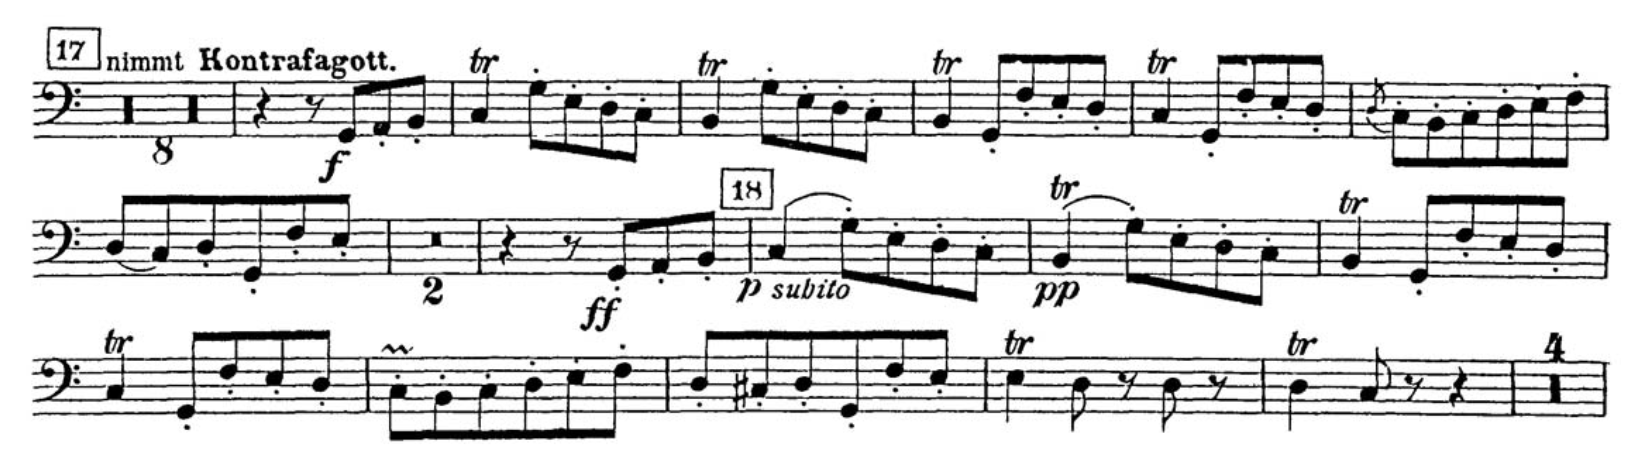 17 nimmt Kontrafagott.
tr tr tr tr
8 f
18
tr tr
2 ff p subito pp
tr tr tr 4